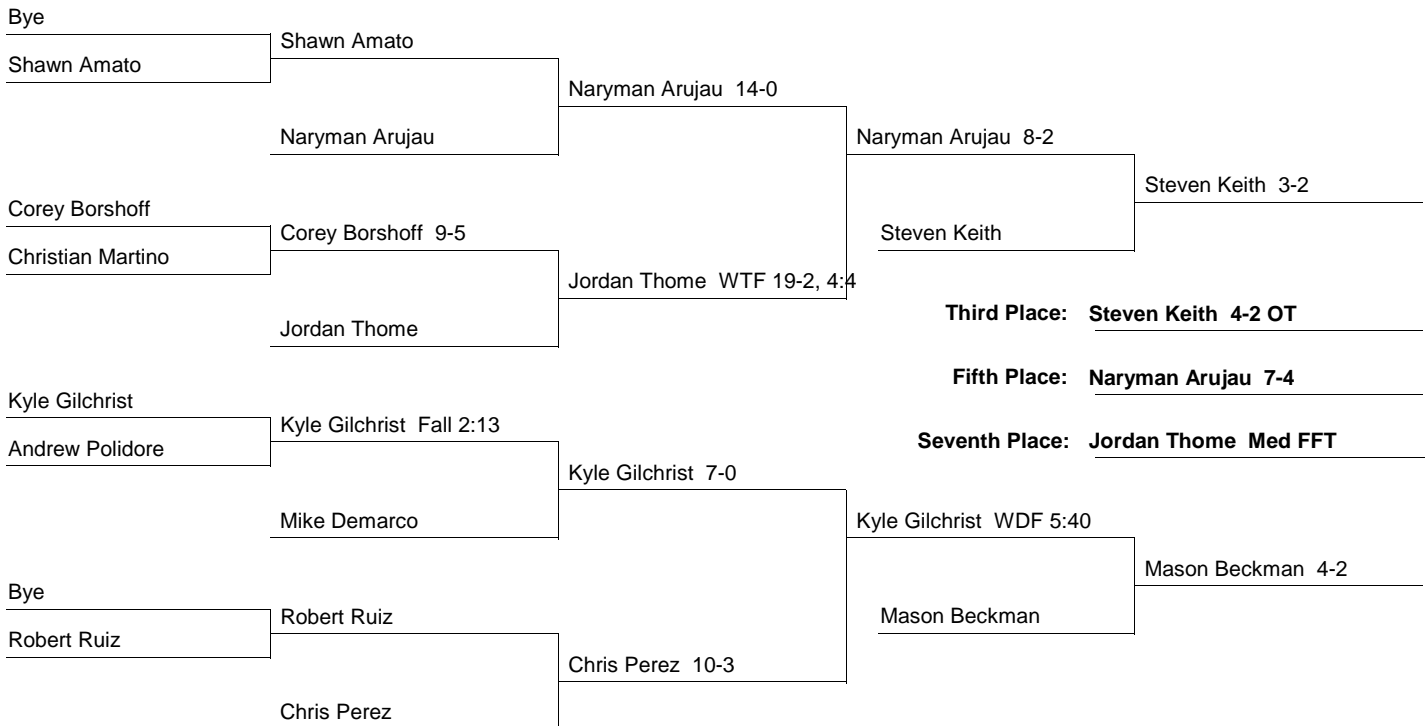 Bye
Shawn Amato
Shawn Amato
Naryman Arujau 14-0
Naryman Arujau
Naryman Arujau 8-2
Steven Keith 3-2
Corey Borshoff
Corey Borshoff 9-5
Steven Keith
Christian Martino
Jordan Thome WTF 19-2, 4:4
Third Place: Steven Keith 4-2 OT
Jordan Thome
Fifth Place: Naryman Arujau 7-4
Kyle Gilchrist
Kyle Gilchrist Fall 2:13
Seventh Place: Jordan Thome Med FFT
Andrew Polidore
Kyle Gilchrist 7-0
Mike Demarco
Kyle Gilchrist WDF 5:40
Mason Beckman 4-2
Bye
Robert Ruiz
Mason Beckman
Robert Ruiz
Chris Perez 10-3
Chris Perez